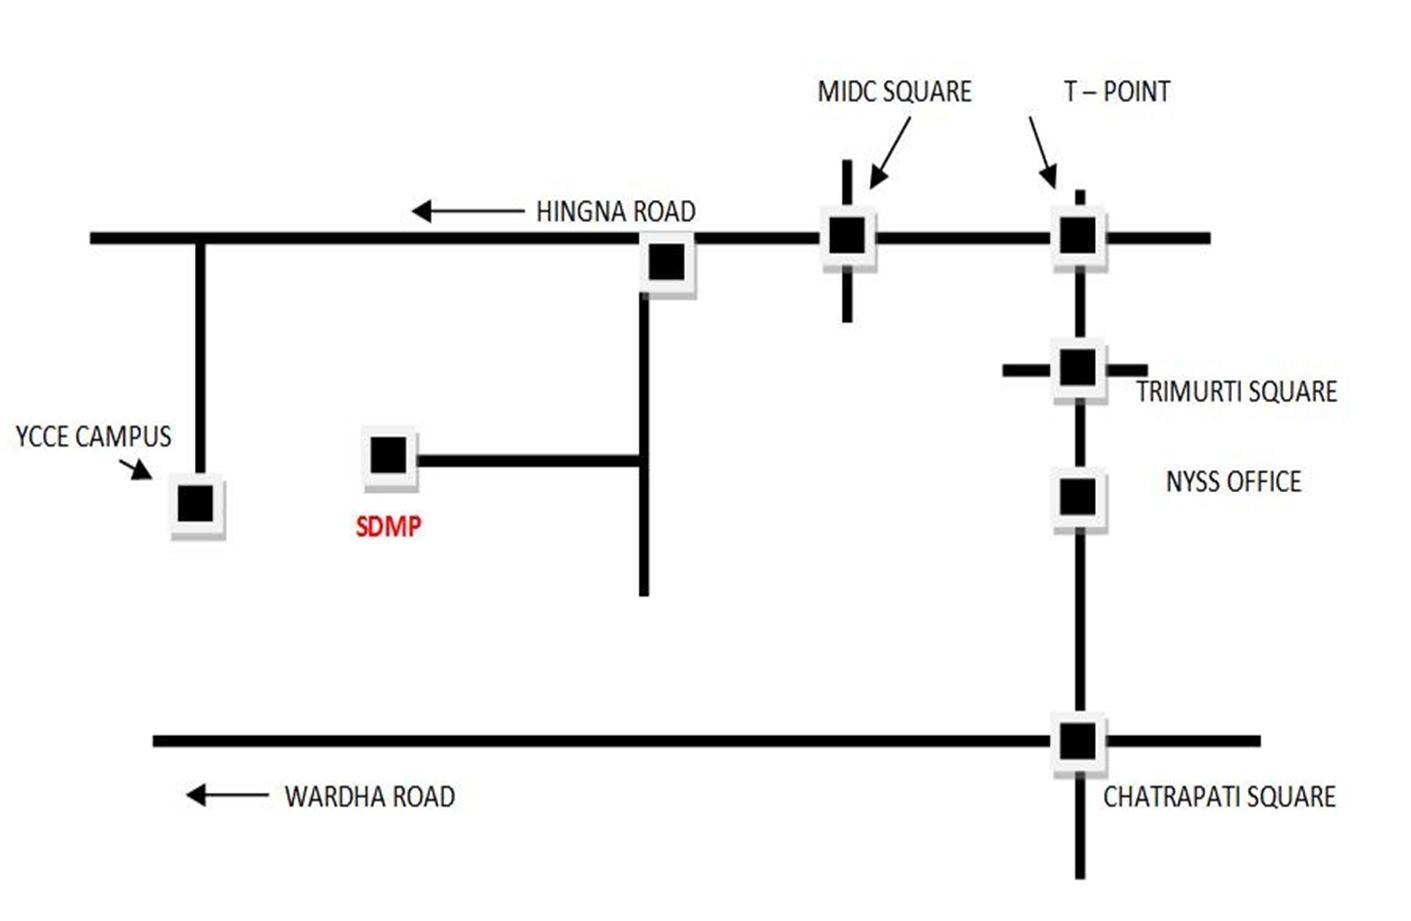 MIDC SQUARE
T – POINT
HINGNA ROAD
TRIMURTI SQUARE
YCCE CAMPUS
NYSS OFFICE
SDMP
WARDHA ROAD
CHATRAPATI SQUARE